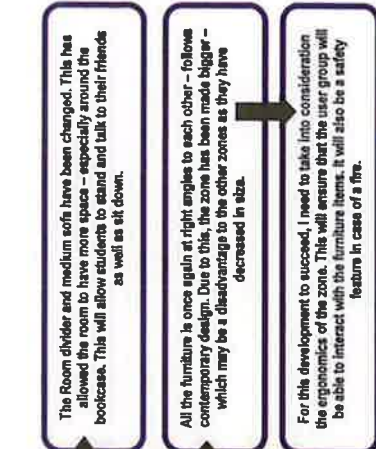 The Room divider and medium sofa have been changed. This has
allowed the room to have more space – especially around the
bookcase. This will allow students to stand and talk to their friends
as well as sit down.
All the furniture is once again at right angles to each other – follows
contemporary design. Due to this, the zone has been made bigger –
which may be a disadvantage to the other zones as they have
decreased in size.
For this development to succeed, I need to take into consideration
the ergonomics of the zone. This will ensure that the user group will
be able to interact with the furniture items. It will also be a safety
feature in case of a fire.